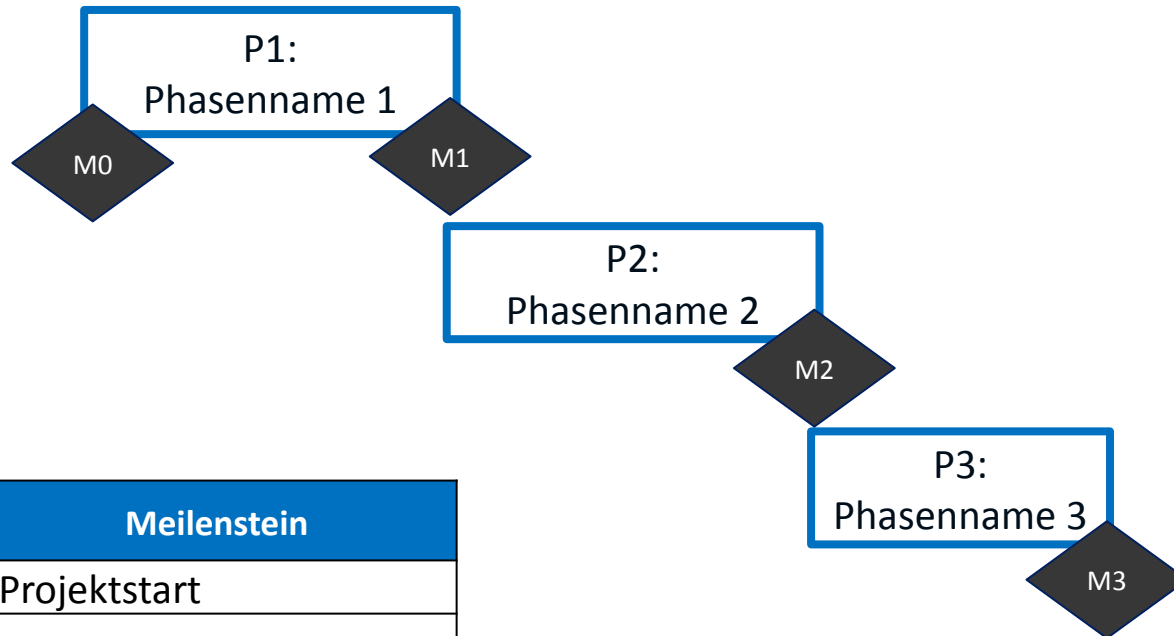 P1:
Phasenname 1
M0
M1
P2:
Phasenname 2
M2
P3:
Phasenname 3
M3
Meilenstein
Projektstart